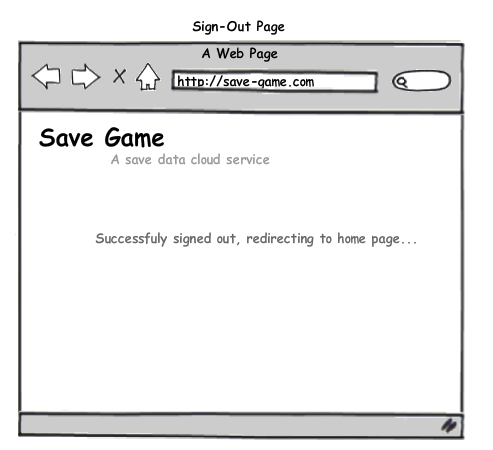 Sign-Out Page
A Web Page
http://save-game.com
Save Game
A save data cloud service
Successfuly signed out, redirecting to home page...